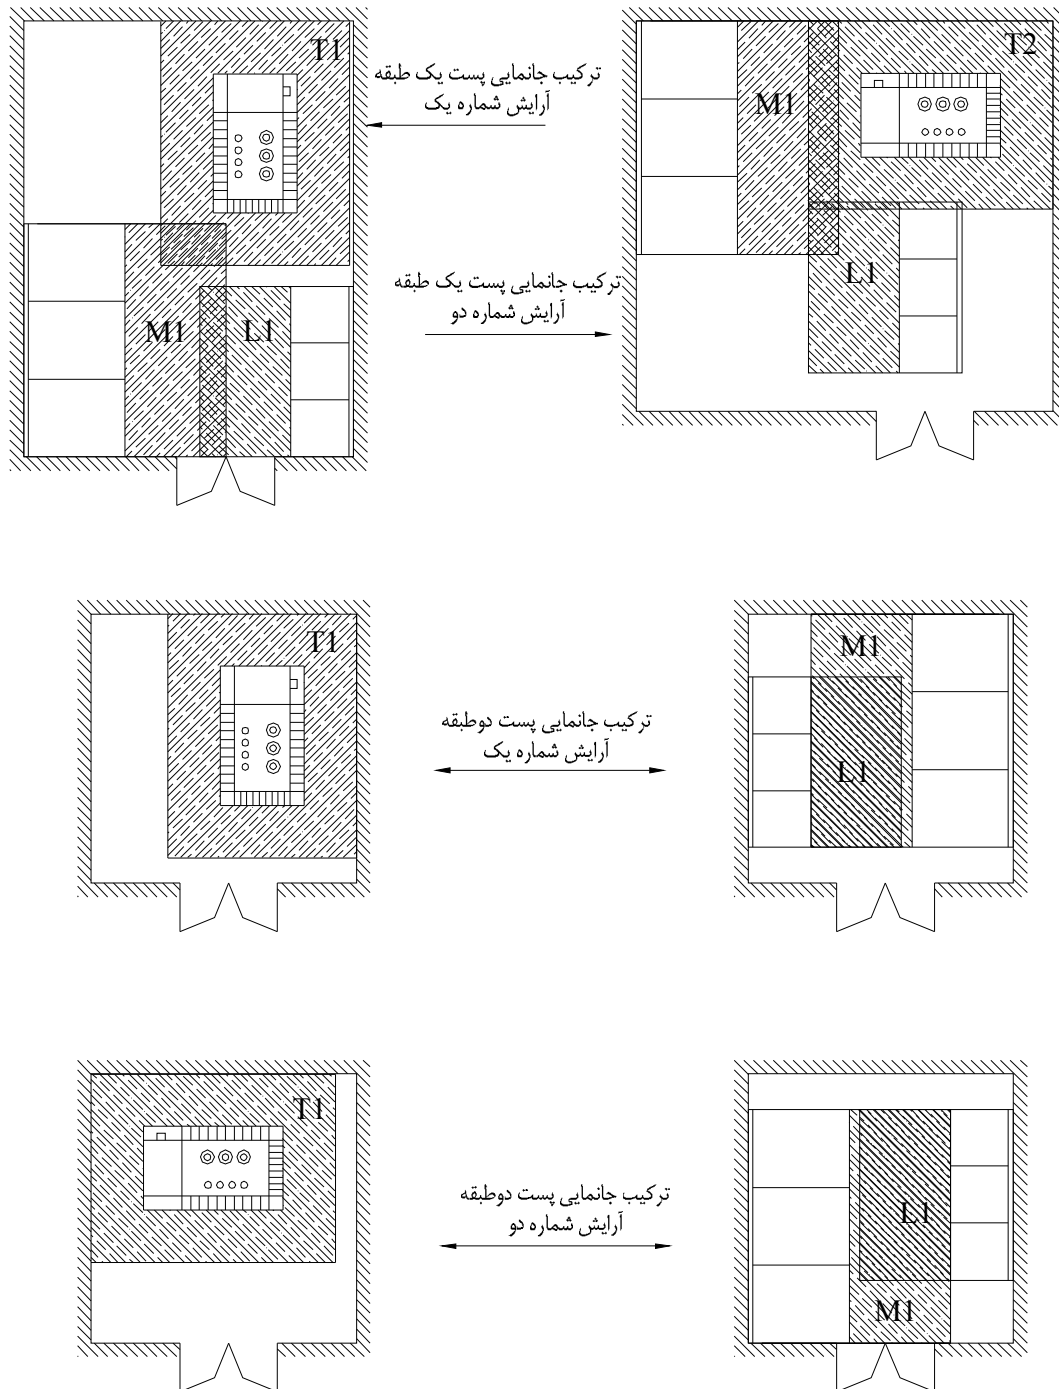 T1
T2
ترکیب جانمایی پست یک طبقه
آرایش شماره یک
M1
ترکیب جانمایی پست یک طبقه
آرایش شماره دو
L1
M1
L1
T1
M1
ترکیب جانمایی پست دوطبقه
آرایش شماره یک
L1
T1
ترکیب جانمایی پست دوطبقه
آرایش شماره دو
L1
M1